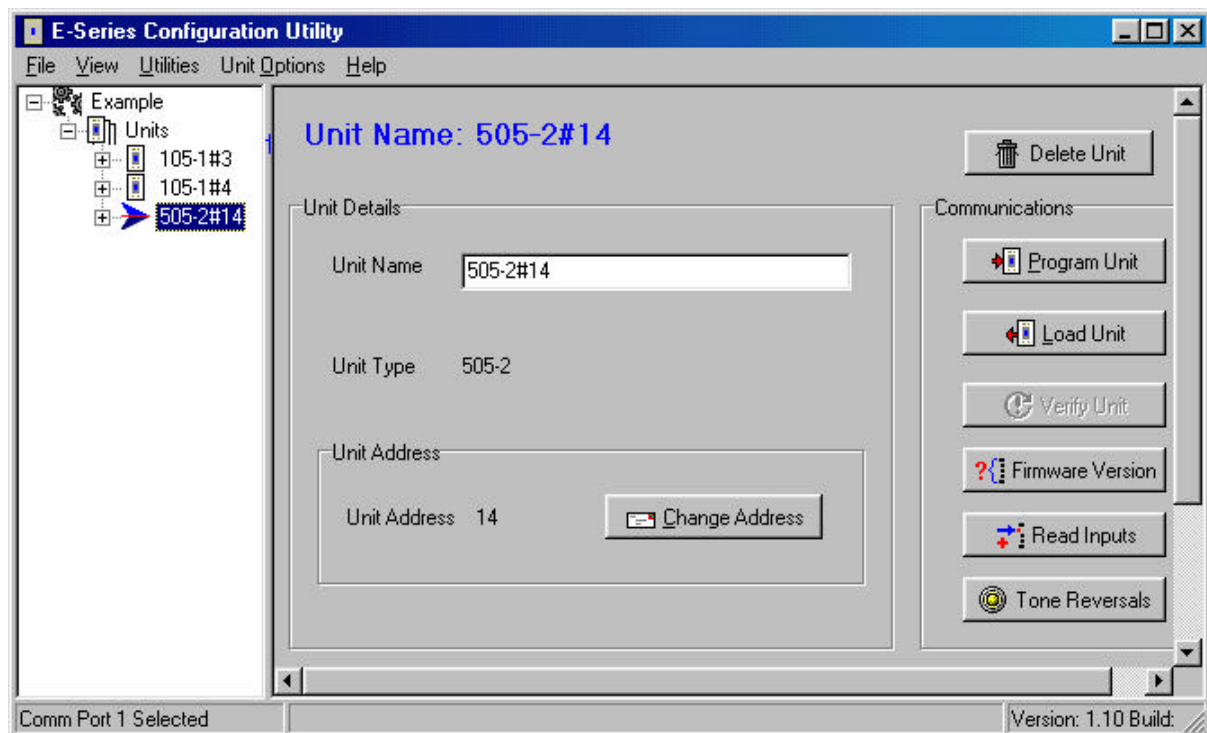 E-Series Configuration Utility
File View Utilities Unit Options Help
Example
Units
105-1#3
105-1#4
505-2#14
Unit Name: 505-2#14
Delete Unit
Unit Details
Unit Name 505-2#14
Unit Type 505-2
Unit Address
Unit Address 14 Change Address
Communications
Program Unit
Load Unit
Verify Unit
Firmware Version
Read Inputs
Tone Reversals
Comm Port 1 Selected
Version: 1.10 Build: